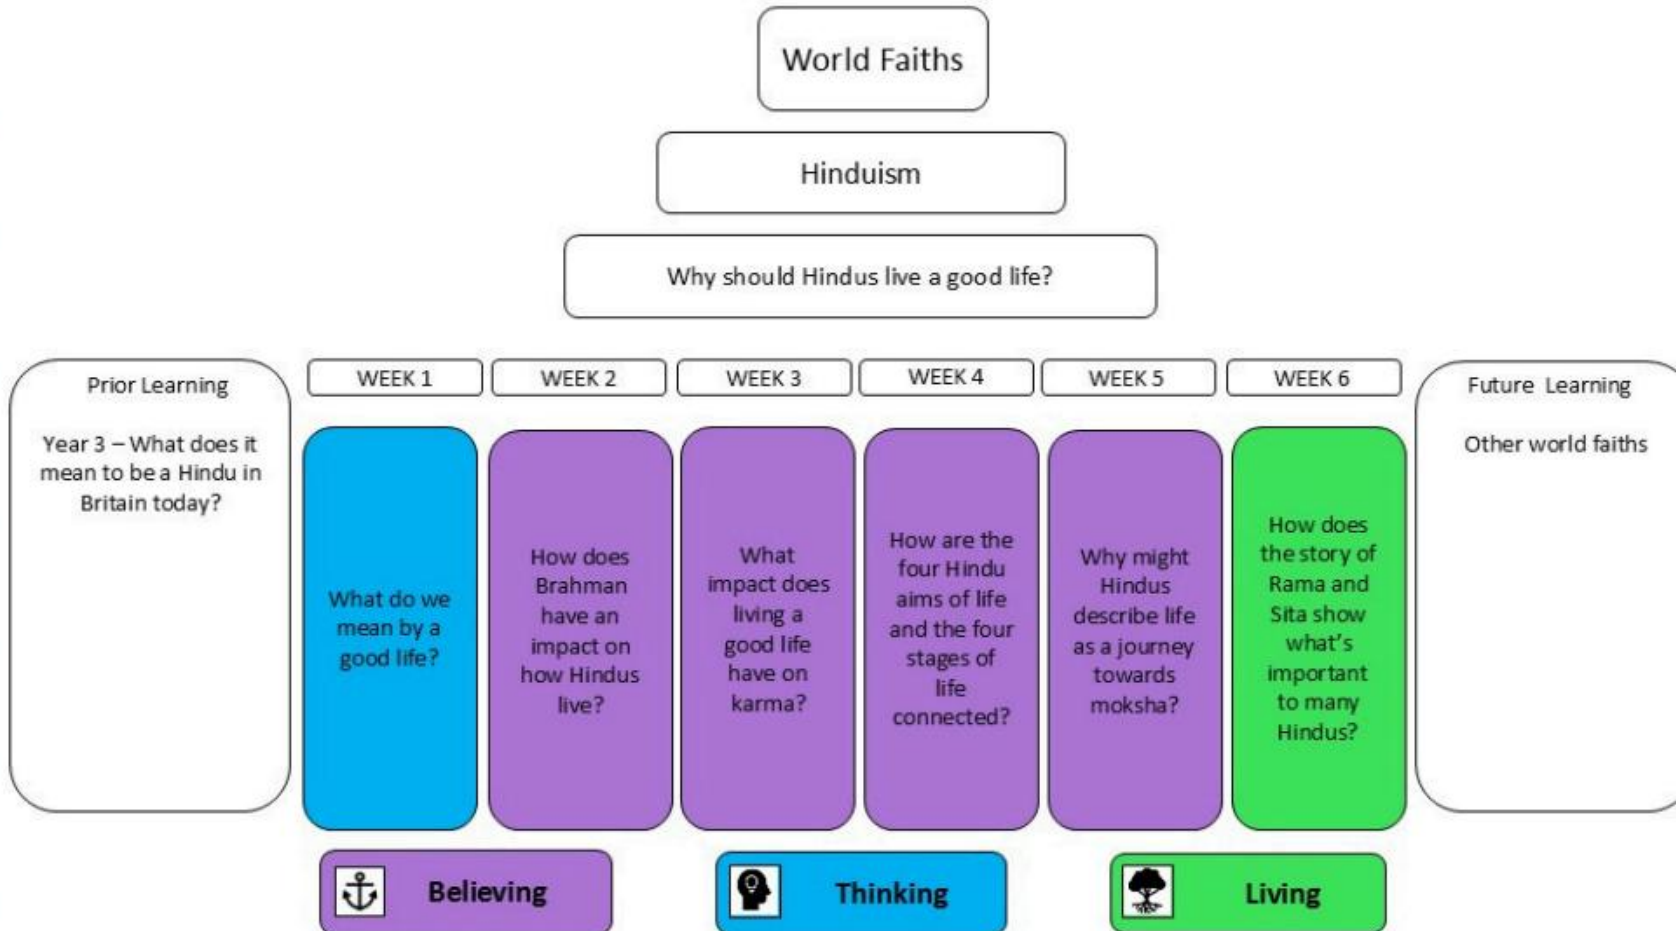 World Faiths
Hinduism
Why should Hindus live a good life?
Prior Learning
Year 3 – What does it
mean to be a Hindu in
Britain today?
WEEK 1
What do we
mean by a
good life?
WEEK 2
How does
Brahman
have an
impact on
how Hindus
live?
WEEK 3
What
impact does
living a
good life
have on
karma?
WEEK 4
How are the
four Hindu
aims of life
and the four
stages of
life
connected?
WEEK 5
Why might
Hindus
describe life
as a journey
towards
moksha?
WEEK 6
How does
the story of
Rama and
Sita show
what's
important
to many
Hindus?
Future Learning
Other world faiths
Believing
Thinking
Living